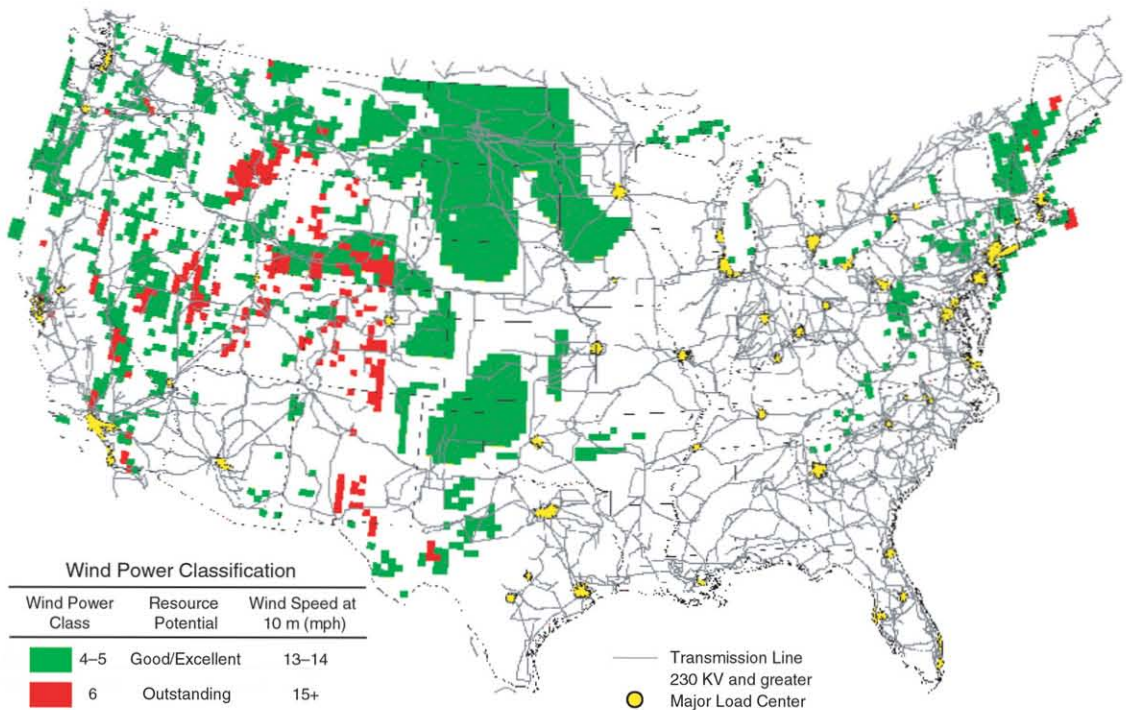 Wind Power Classification
Wind Power Class
Resource Potential
Wind Speed at 10 m (mph)
4–5 Good/Excellent 13–14
6 Outstanding 15+
Transmission Line
230 KV and greater
Major Load Center